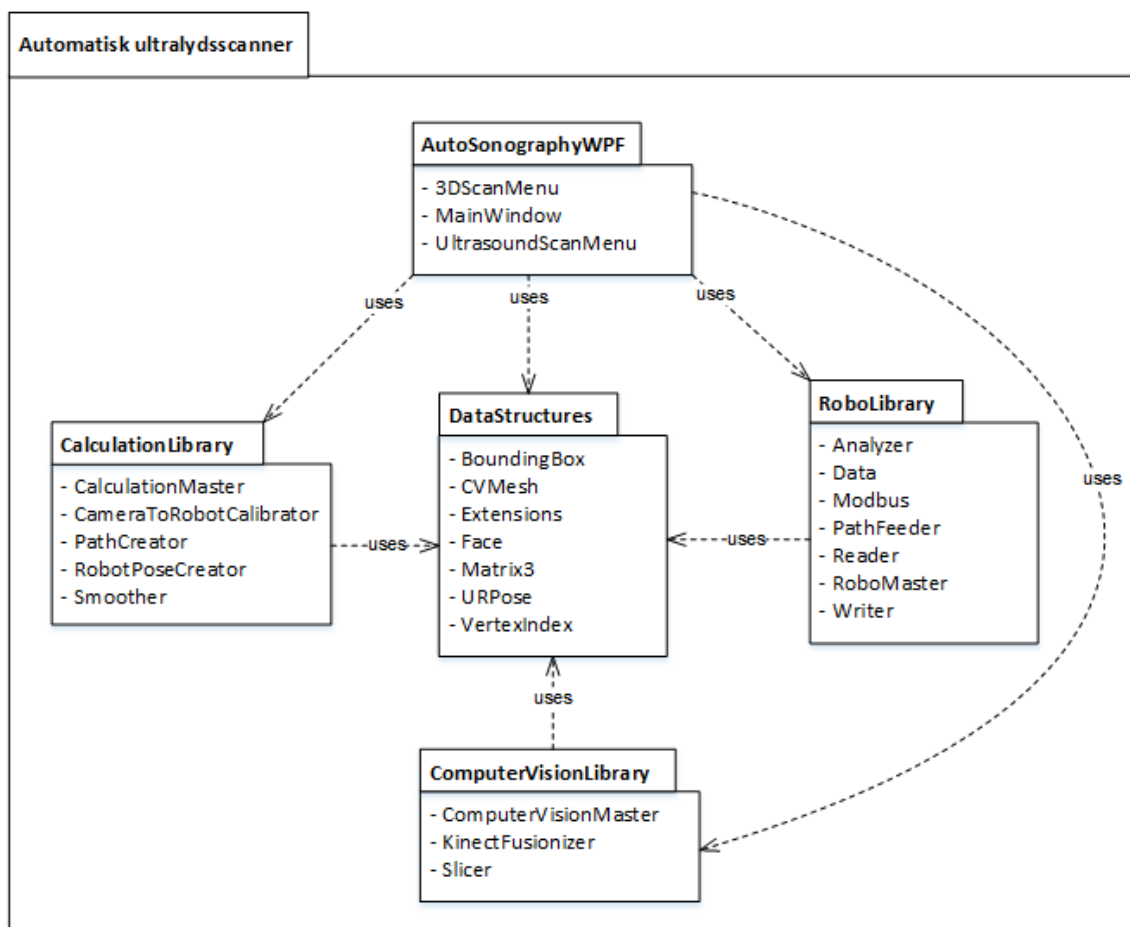 Automatisk ultralydsscanner
AutoSonographyWPF
- 3DScanMenu
- MainWindow
- UltrasoundScanMenu
uses
uses
uses
uses
CalculationLibrary
- CalculationMaster
- CameraToRobotCalibrator
- PathCreator
- RobotPoseCreator
- Smoother
uses
DataStructures
- BoundingBox
- CVMesh
- Extensions
- Face
- Matrix3
- URPose
- VertexIndex
uses
RoboLibrary
- Analyzer
- Data
- Modbus
- PathFeeder
- Reader
- RoboMaster
- Writer
uses
ComputerVisionLibrary
- ComputerVisionMaster
- KinectFusionizer
- Slicer